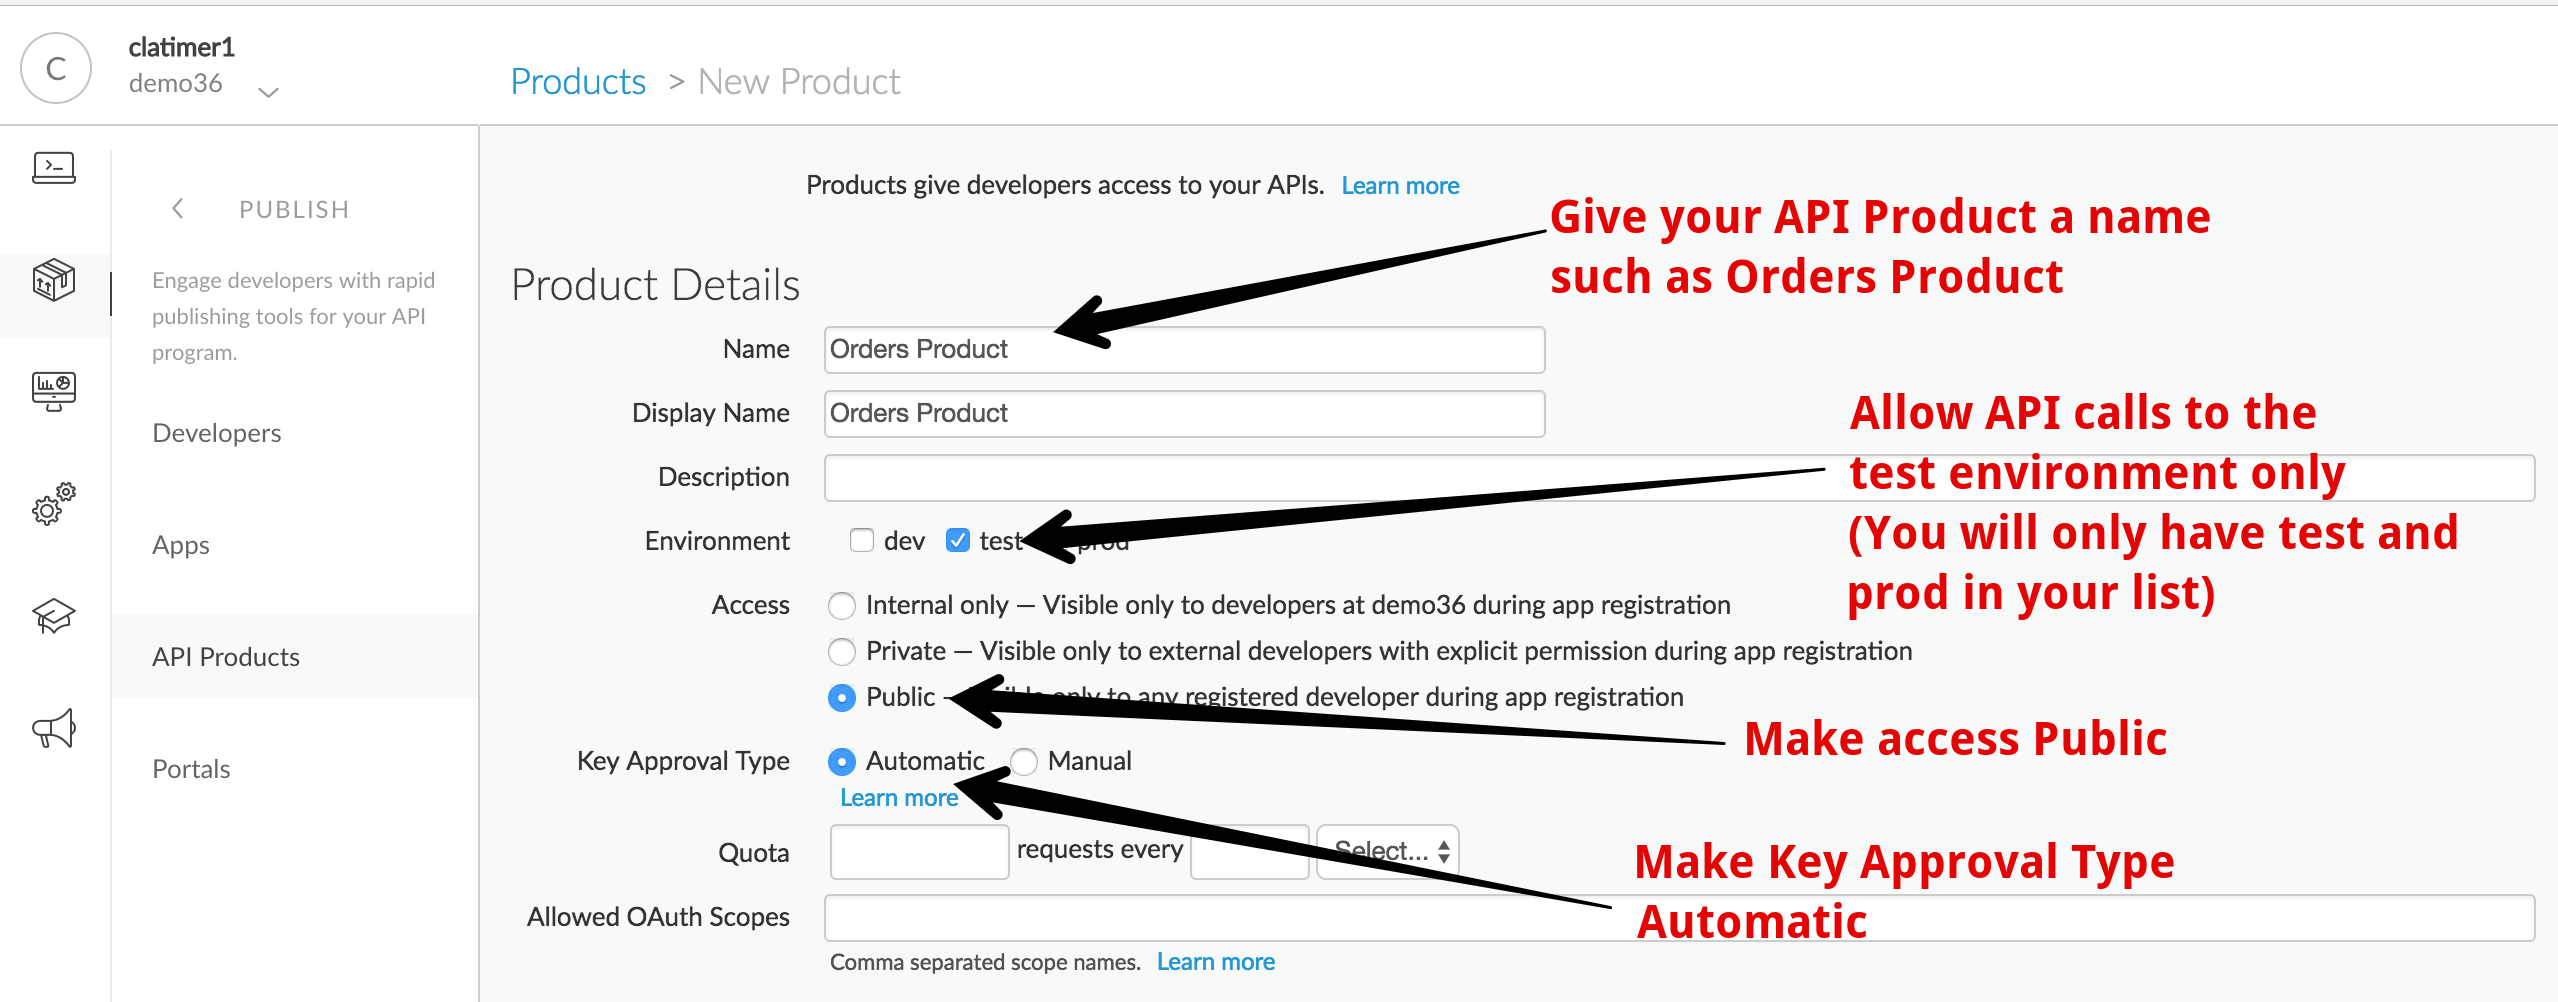 C
clatimer1
demo36
Products > New Product
PUBLISH
Engage developers with rapid
publishing tools for your API
program.
Developers
Apps
API Products
Portals
Products give developers access to your APIs. Learn more
Give your API Product a name
such as Orders Product
Product Details
Name Orders Product
Display Name Orders Product
Description
Allow API calls to the
test environment only
(You will only have test and
prod in your list)
Environment dev test prod
Access Internal only — Visible only to developers at demo36 during app registration
Private — Visible only to external developers with explicit permission during app registration
Public — Visible only to any registered developer during app registration
Make access Public
Key Approval Type Automatic Manual
Learn more
Make Key Approval Type
Automatic
Quota requests every Select...
Allowed OAuth Scopes
Comma separated scope names. Learn more